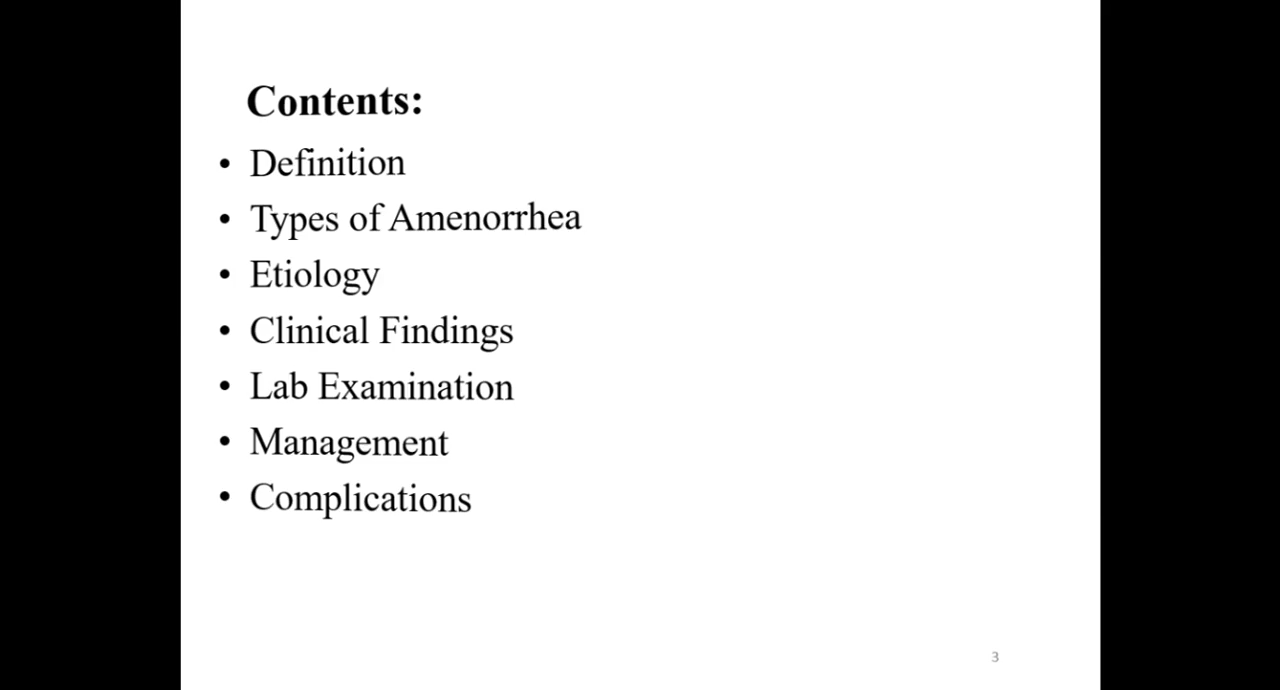 Contents:
• Definition
• Types of Amenorrhea
• Etiology
• Clinical Findings
• Lab Examination
• Management
• Complications
3